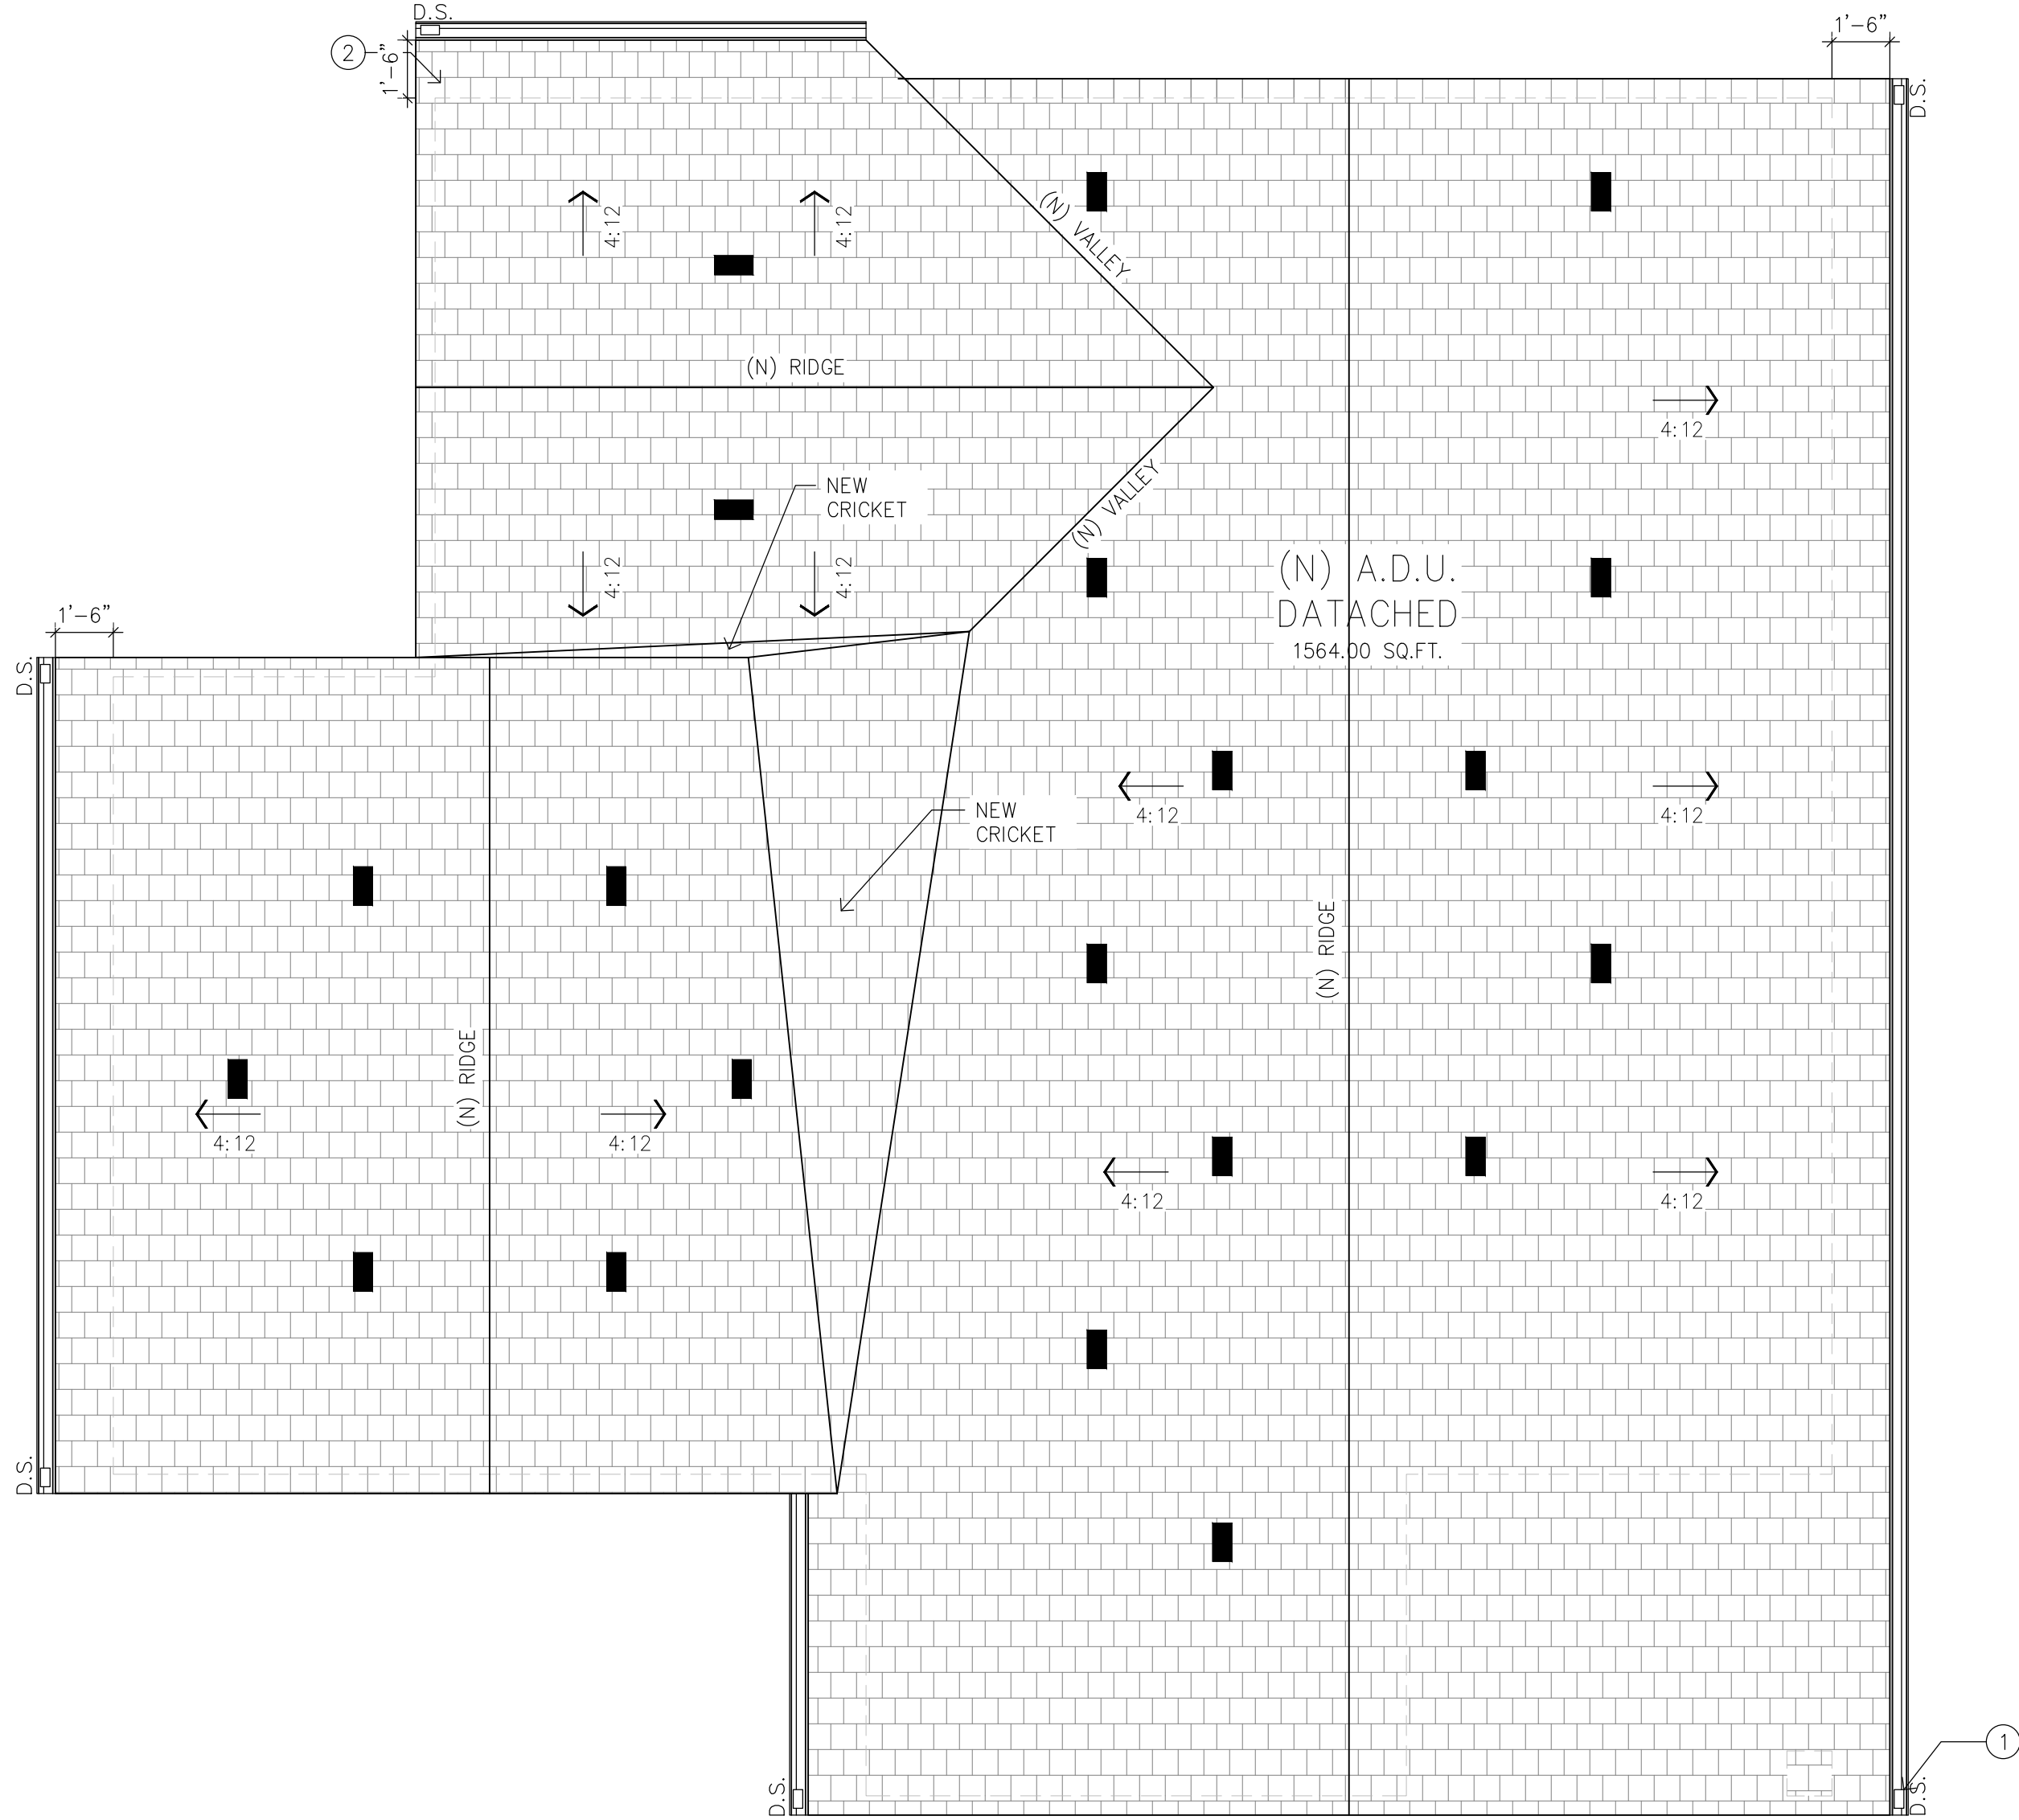 D.S.
1'-6"
2
1'-6"
D.S.
(N) VALLEY
4:12
4:12
(N) RIDGE
4:12
NEW
CRICKET
(N) VALLEY
(N) A.D.U.
DATACHED
1564.00 SQ.FT.
4:12
4:12
1'-6"
D.S.
4:12
4:12
NEW
CRICKET
(N) RIDGE
(N) RIDGE
4:12
4:12
4:12
4:12
D.S.
D.S.
1
D.S.